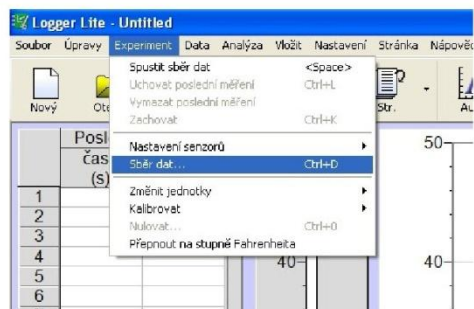 Logger Lite - Untitled
Soubor Úpravy Experiment Data Analýza Vložit Nastavení Stránka Nápověd
Spustit sběr dat <Space>
Uchovat poslední měření Ctrl+L
Vymazat poslední měření
Zachovat Ctrl+K
Nastavení senzorů
Sběr dat... Ctrl+D
Změnit jednotky
Kalibrovat
Nulovat... Ctrl+0
Přepnout na stupně Fahrenheita
Nový Ote Str. Au
Posl
čas
(s)
1
2
3
4
5
6
50
40
40